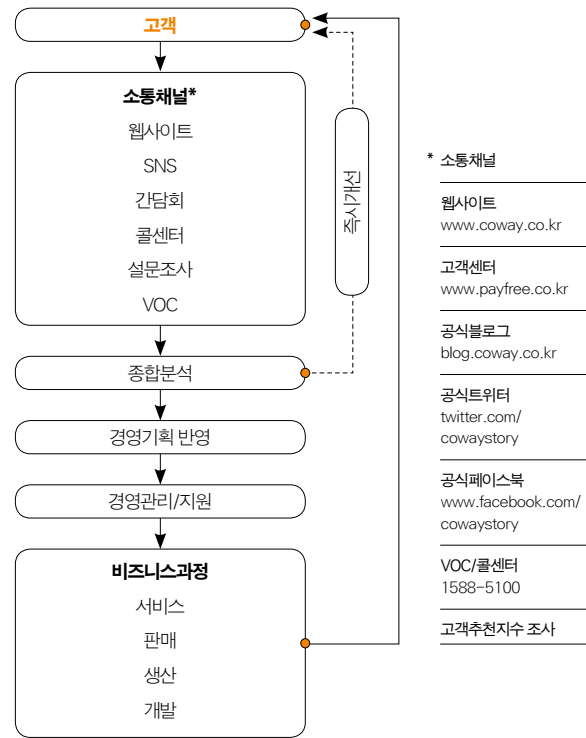 고객
소통채널*
웹사이트
SNS
간담회
콜센터
설문조사
VOC
즉시개선
종합분석
경영기획 반영
경영관리/지원
비즈니스과정
서비스
판매
생산
개발
* 소통채널
웹사이트
www.coway.co.kr
고객센터
www.payfree.co.kr
공식블로그
blog.coway.co.kr
공식트위터
twitter.com/
cowaystory
공식페이스북
www.facebook.com/
cowaystory
VOC/콜센터
1588-5100
고객추천지수 조사